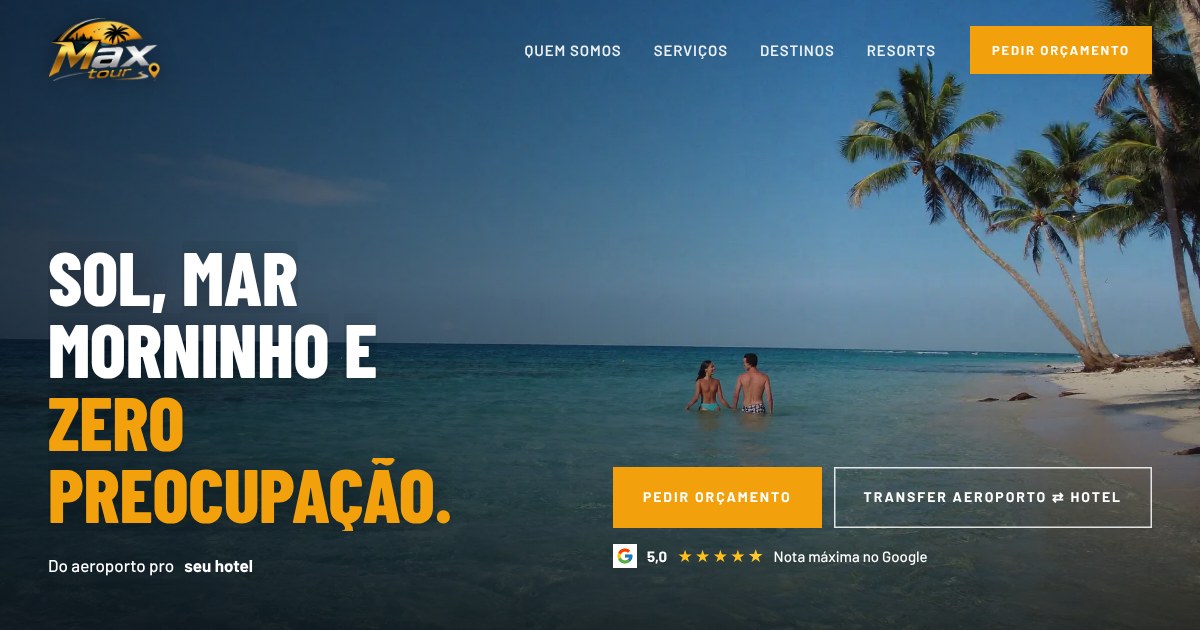 Max
tour
QUEM SOMOS SERVIÇOS DESTINOS RESORTS PEDIR ORÇAMENTO
SOL, MAR
MORNINHO E
ZERO
PREOCUPAÇÃO.
Do aeroporto pro seu hotel
PEDIR ORÇAMENTO TRANSFER AEROPORTO ⇄ HOTEL
G 5,0 ★★★★★ Nota máxima no Google